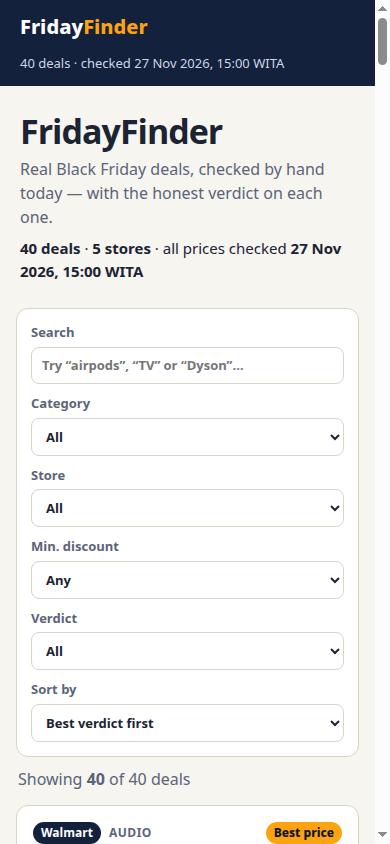 FridayFinder
40 deals · checked 27 Nov 2026, 15:00 WITA
FridayFinder
Real Black Friday deals, checked by hand
today — with the honest verdict on each
one.
40 deals · 5 stores · all prices checked 27 Nov
2026, 15:00 WITA
Search
Try “airpods”, “TV” or “Dyson”…
Category
All
Store
All
Min. discount
Any
Verdict
All
Sort by
Best verdict first
Showing 40 of 40 deals
Walmart AUDIO Best price